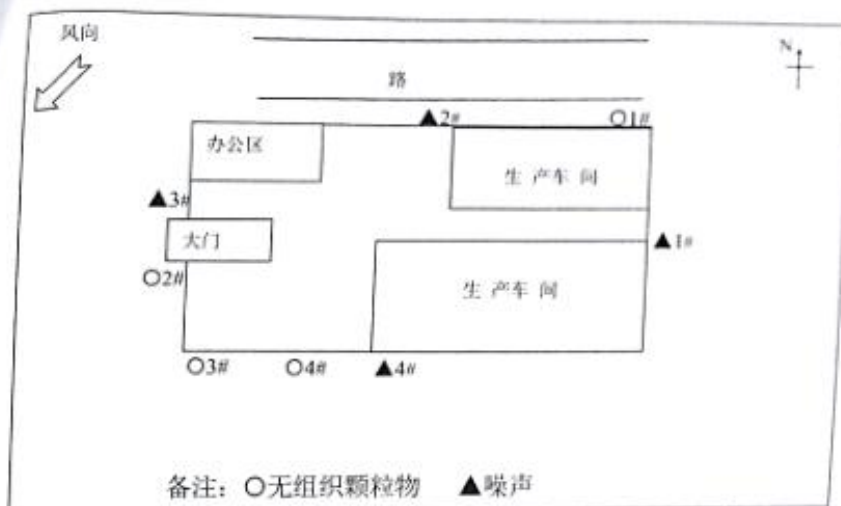 风向
N
路
▲2# ○1#
办公区
生 产 车 间
▲3#
大门
▲1#
○2#
生 产 车 间
○3# ○4# ▲4#
备注：○无组织颗粒物 ▲噪声